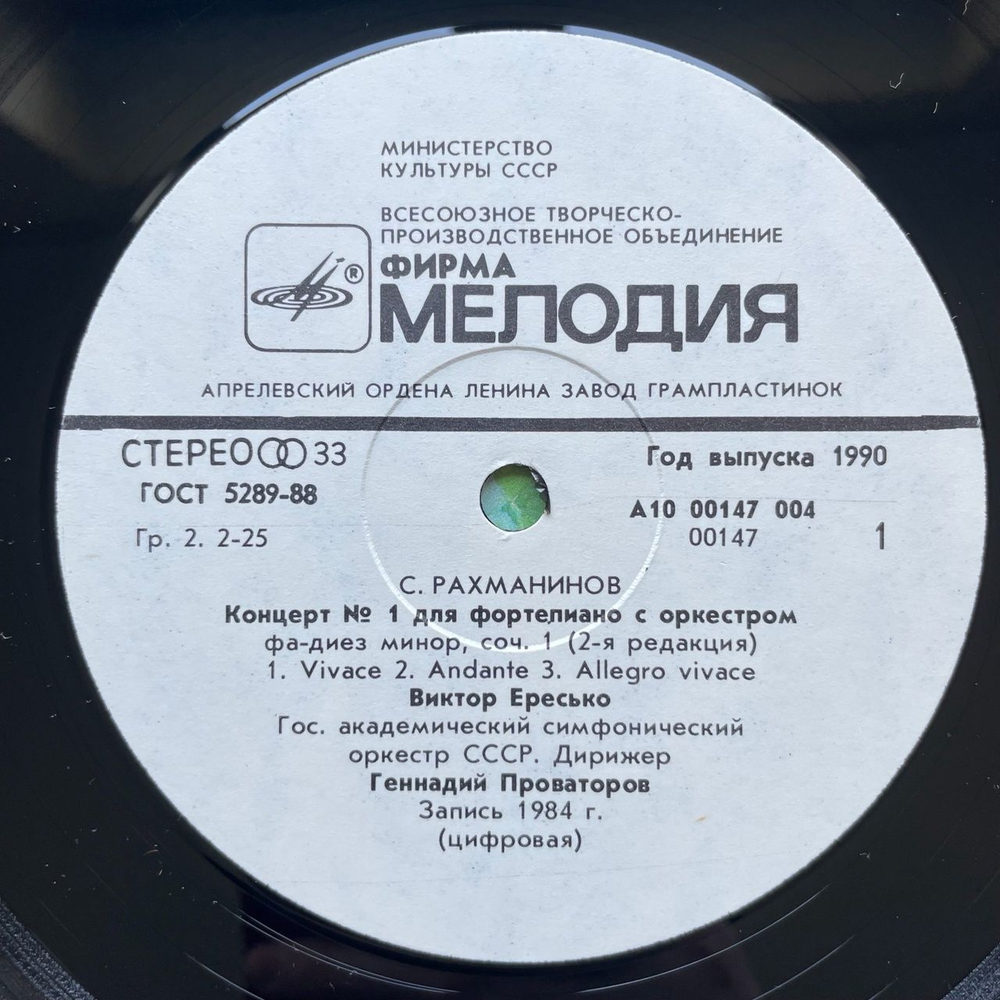 МИНИСТЕРСТВО
КУЛЬТУРЫ СССР
ВСЕСОЮЗНОЕ ТВОРЧЕСКО-
ПРОИЗВОДСТВЕННОЕ ОБЪЕДИНЕНИЕ
ФИРМА
®
МЕЛОДИЯ
АПРЕЛЕВСКИЙ ОРДЕНА ЛЕНИНА ЗАВОД ГРАМПЛАСТИНОК
СТЕРЕО 33
Год выпуска 1990
ГОСТ 5289-88
А10 00147 004
Гр. 2. 2-25
00147
1
С. РАХМАНИНОВ
Концерт № 1 для фортепиано с оркестром
фа-диез минор, соч. 1 (2-я редакция)
1. Vivace 2. Andante 3. Allegro vivace
Виктор Ересько
Гос. академический симфонический
оркестр СССР. Дирижер
Геннадий Проваторов
Запись 1984 г.
(цифровая)